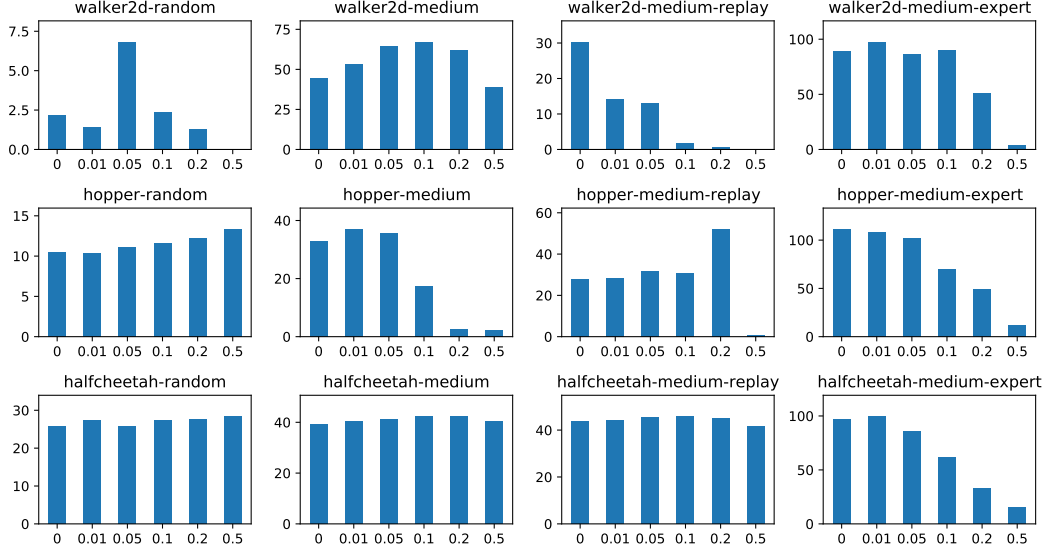 walker2d-random
walker2d-medium
walker2d-medium-replay
walker2d-medium-expert
7.5
5.0
2.5
0.0
0 0.01 0.05 0.1 0.2 0.5
75
50
25
0
0 0.01 0.05 0.1 0.2 0.5
30
20
10
0
0 0.01 0.05 0.1 0.2 0.5
100
50
0
0 0.01 0.05 0.1 0.2 0.5
hopper-random
hopper-medium
hopper-medium-replay
hopper-medium-expert
15
10
5
0
0 0.01 0.05 0.1 0.2 0.5
40
20
0
0 0.01 0.05 0.1 0.2 0.5
60
40
20
0
0 0.01 0.05 0.1 0.2 0.5
100
50
0
0 0.01 0.05 0.1 0.2 0.5
halfcheetah-random
halfcheetah-medium
halfcheetah-medium-replay
halfcheetah-medium-expert
30
20
10
0
0 0.01 0.05 0.1 0.2 0.5
40
20
0
0 0.01 0.05 0.1 0.2 0.5
40
20
0
0 0.01 0.05 0.1 0.2 0.5
100
50
0
0 0.01 0.05 0.1 0.2 0.5